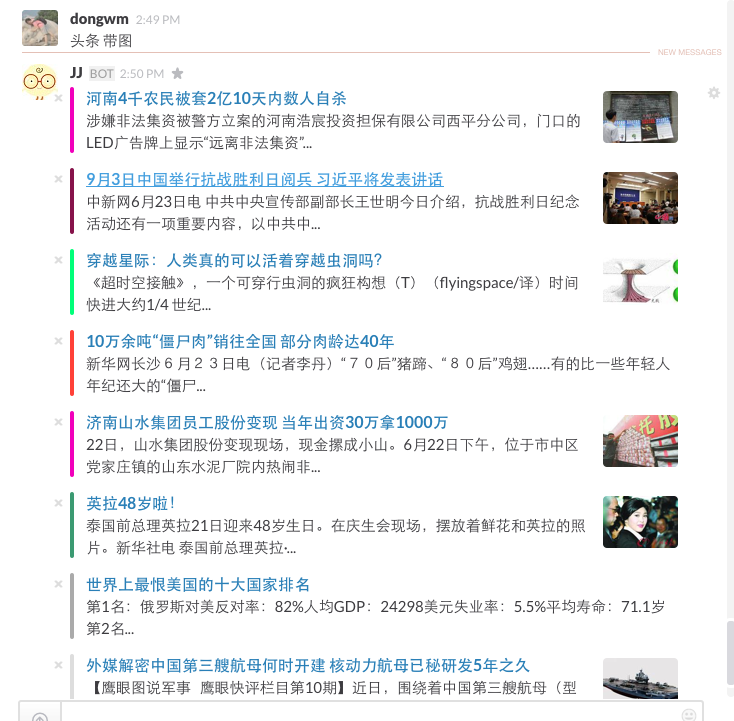 dongwm 2:49 PM
头条 带图
NEW MESSAGES
JJ BOT 2:50 PM
河南4千农民被套2亿10天内数人自杀
涉嫌非法集资被警方立案的河南浩宸投资担保有限公司西平分公司，门口的
LED广告牌上显示“远离非法集资”...
9月3日中国举行抗战胜利日阅兵 习近平将发表讲话
中新网6月23日电 中共中央宣传部副部长王世明今日介绍，抗战胜利日纪念
活动还有一项重要内容，以中共中...
穿越星际：人类真的可以活着穿越虫洞吗?
《超时空接触》，一个可穿行虫洞的疯狂构想（T）（flyingspace/译）时间
快进大约1/4 世纪...
10万余吨“僵尸肉”销往全国 部分肉龄达40年
新华网长沙６月２３日电（记者李丹）“７０后”猪蹄、“８０后”鸡翅……有的比一些年轻人
年纪还大的“僵尸...
济南山水集团员工股份变现 当年出资30万拿1000万
22日，山水集团股份变现现场，现金摞成小山。6月22日下午，位于市中区
党家庄镇的山东水泥厂院内热闹非...
英拉48岁啦！
泰国前总理英拉21日迎来48岁生日。在庆生会现场，摆放着鲜花和英拉的照
片。新华社电 泰国前总理英拉·...
世界上最恨美国的十大国家排名
第1名：俄罗斯对美反对率：82%人均GDP：24298美元失业率：5.5%平均寿命：71.1岁
第2名...
外媒解密中国第三艘航母何时开建 核动力航母已秘研发5年之久
【鹰眼图说军事 鹰眼快评栏目第10期】近日，围绕着中国第三艘航母（型